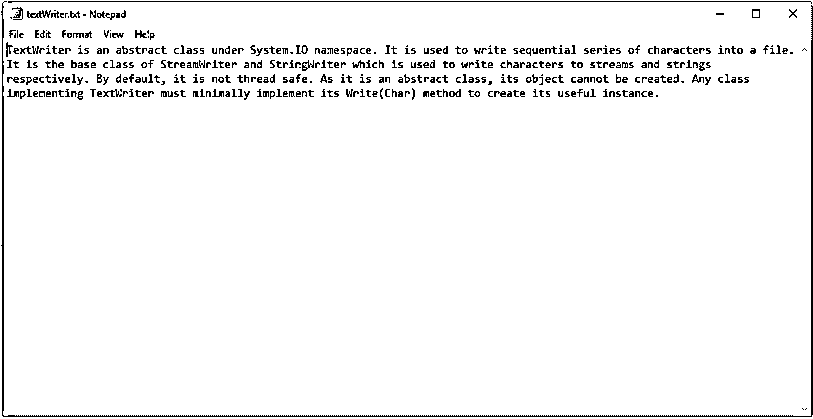 textWriter.txt - Notepad
File Edit Format View Help
TextWriter is an abstract class under System.IO namespace. It is used to write sequential series of characters into a file.
It is the base class of StreamWriter and StringWriter which is used to write characters to streams and strings
respectively. By default, it is not thread safe. As it is an abstract class, its object cannot be created. Any class
implementing TextWriter must minimally implement its Write(Char) method to create its useful instance.